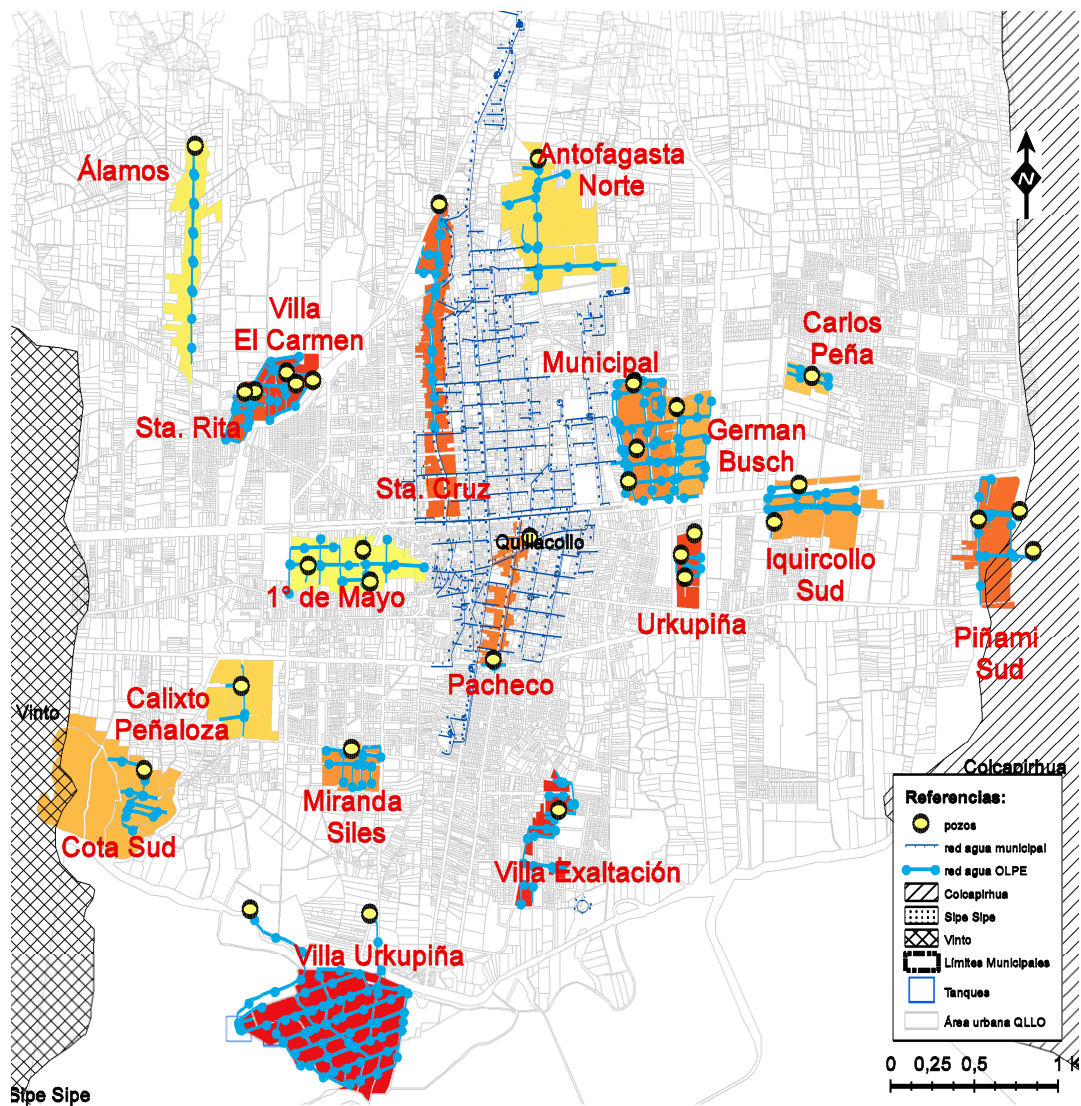 Álamos
Antofagasta
Norte
N
Villa
El Carmen
Carlos
Peña
Municipal
Sta. Rita
German
Busch
Sta. Cruz
Quillacollo
Iquircollo
Sud
1° de Mayo
Urkupiña
Piñami
Sud
Pacheco
Calixto
Peñaloza
Vinto
Colcapirhua
Miranda
Siles
Cota Sud
Villa Exaltación
Villa Urkupiña
Referencias:
pozos
red agua municipal
red agua OLPE
Colcapirhua
Sipe Sipe
Vinto
Límites Municipales
Tanques
Área urbana QLLO
0 0,25 0,5 1 K
Sipe Sipe